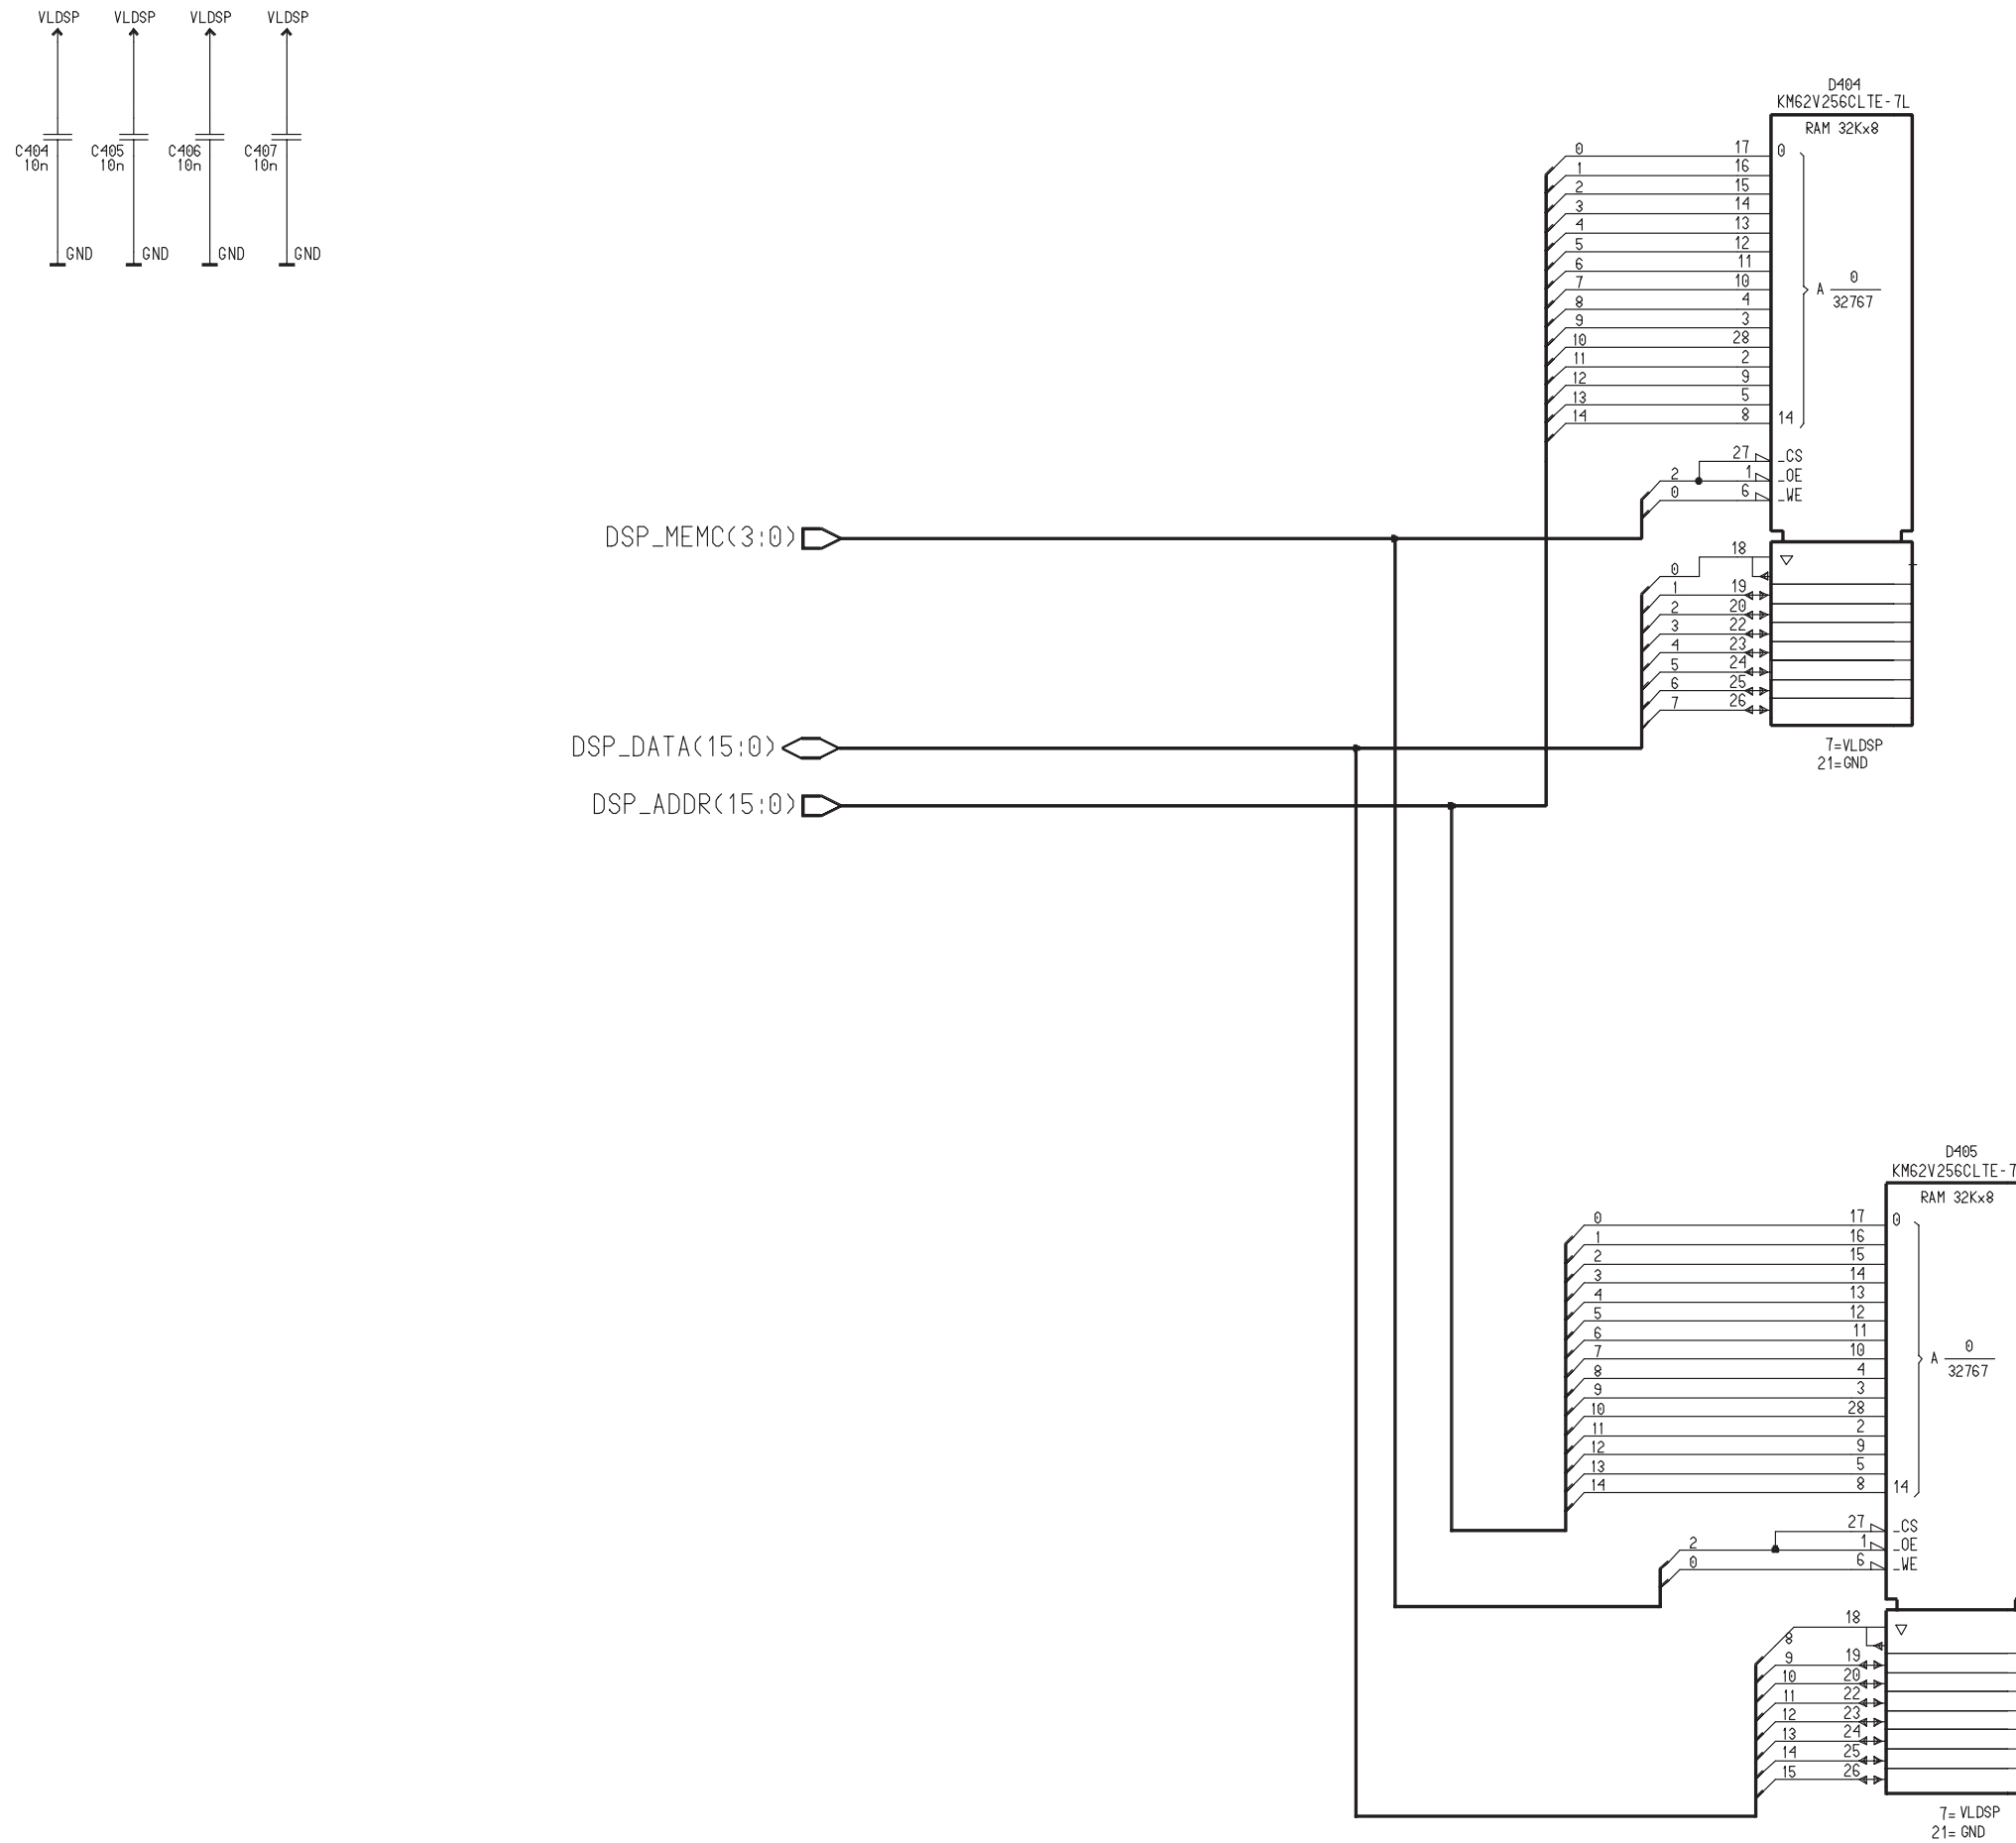 VLDSP VLDSP VLDSP VLDSP
C404 C405 C406 C407
10n 10n 10n 10n
GND GND GND GND
D404
KM62V256CLTE-7L
RAM 32Kx8
0 17 0
1 16
2 15
3 14
4 13
5 12
6 11
7 10
A 0
32767
8 4
9 3
10 28
11 2
12 9
13 5
14 8 14
27 _CS
2 1 _OE
0 6 _WE
DSP_MEMC(3:0)
18
0
1 19
2 20
3 22
4 23
5 24
6 25
7 26
DSP_DATA(15:0)
7=VLDSP
21=GND
DSP_ADDR(15:0)
D405
KM62V256CLTE-7
RAM 32Kx8
0 17 0
1 16
2 15
3 14
4 13
5 12
6 11
7 10
A 0
32767
8 4
9 3
10 28
11 2
12 9
13 5
14 8 14
27 _CS
2 1 _OE
0 6 _WE
18
8
9 19
10 20
11 22
12 23
13 24
14 25
15 26
7= VLDSP
21= GND